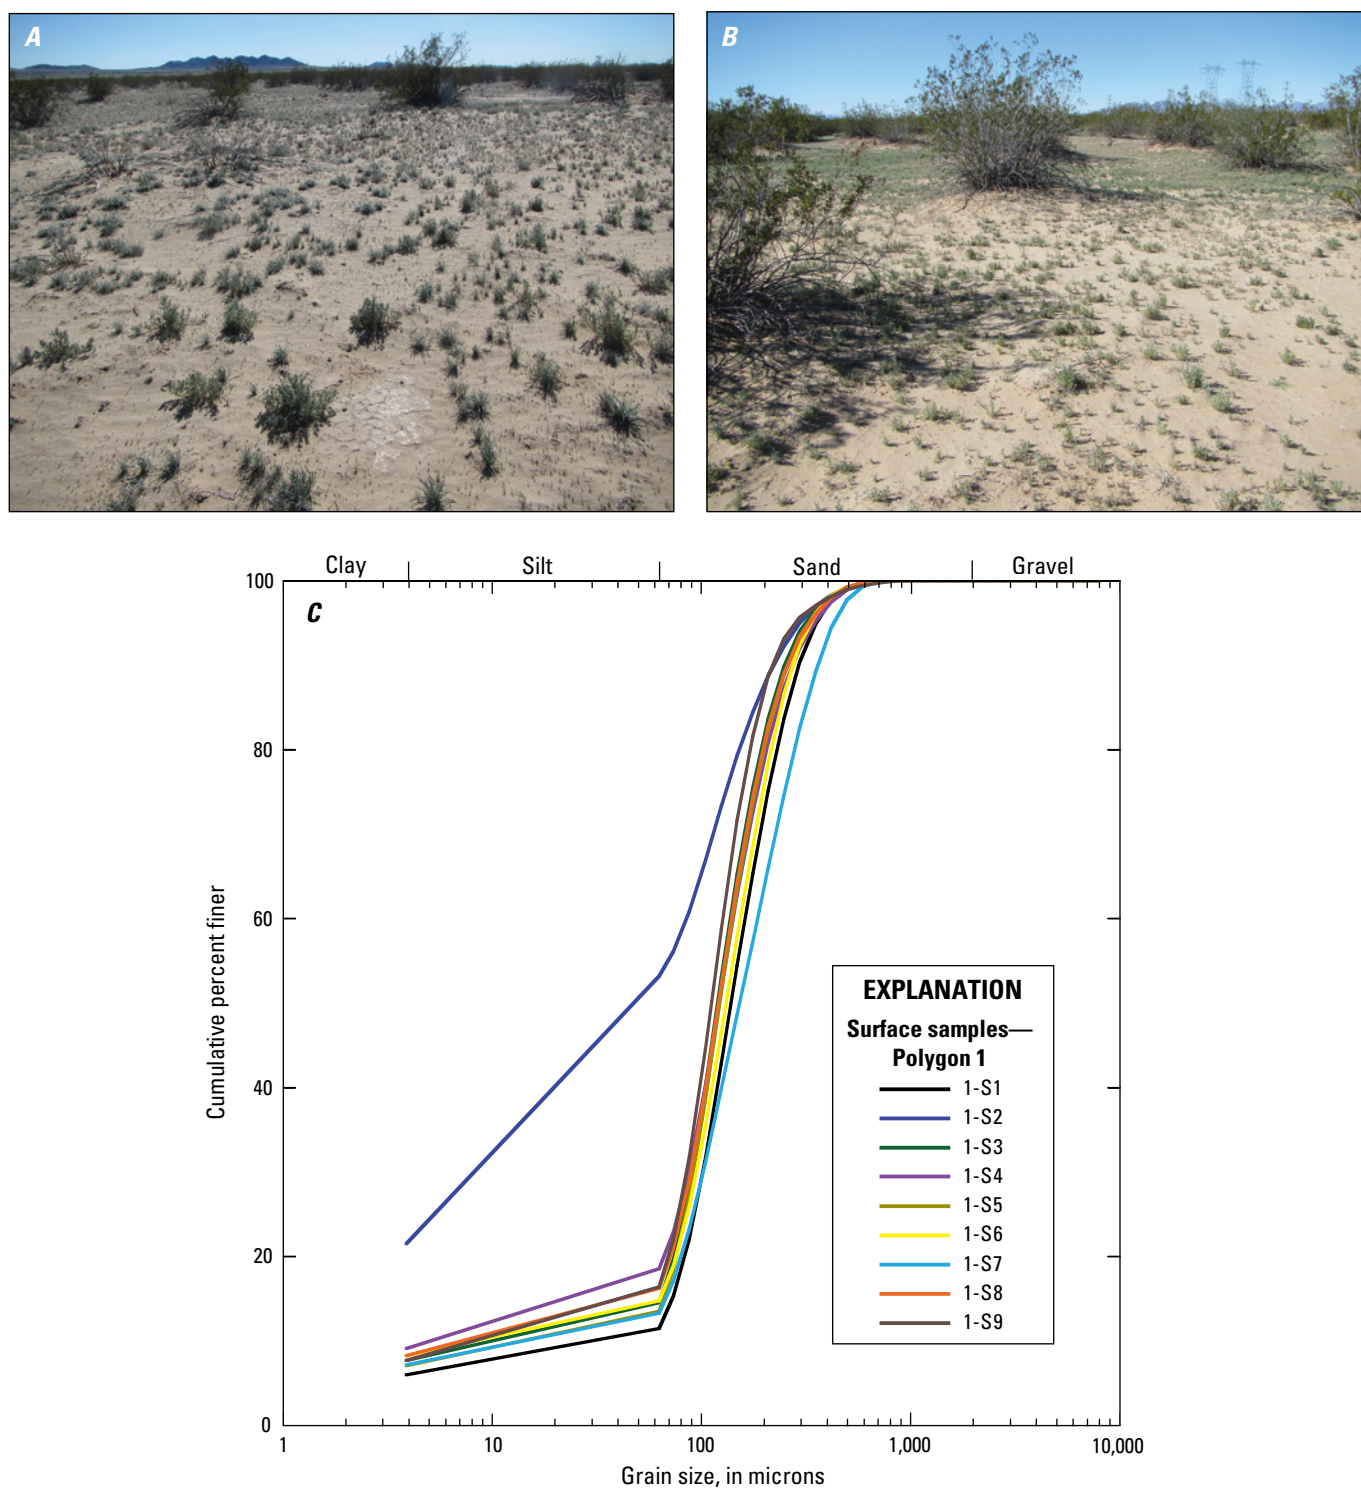 A
B
Clay
Silt
Sand
Gravel
C
100
80
60
40
20
0
Cumulative percent finer
1
10
100
1,000
10,000
Grain size, in microns
EXPLANATION
Surface samples—
Polygon 1
1-S1
1-S2
1-S3
1-S4
1-S5
1-S6
1-S7
1-S8
1-S9